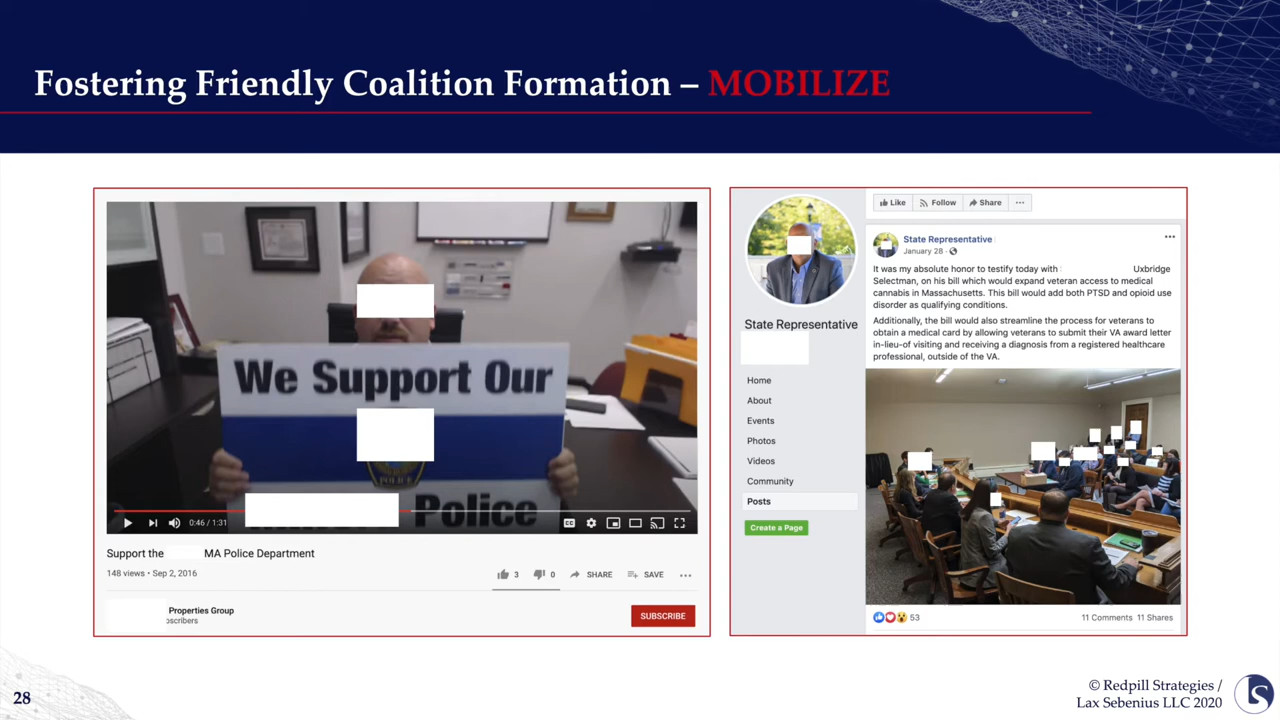 Fostering Friendly Coalition Formation – MOBILIZE
We Support Our
POLICE
Police
0:46 / 1:31
CC
Support the MA Police Department
148 views • Sep 2, 2016
3
0
SHARE
SAVE
Properties Group
SUBSCRIBE
State Representative
Home
About
Events
Photos
Videos
Community
Posts
Create a Page
Like Follow Share
State Representative
January 28
It was my absolute honor to testify today with Uxbridge
Selectman, on his bill which would expand veteran access to medical
cannabis in Massachusetts. This bill would add both PTSD and opioid use
disorder as qualifying conditions.
Additionally, the bill would also streamline the process for veterans to
obtain a medical card by allowing veterans to submit their VA award letter
in-lieu-of visiting and receiving a diagnosis from a registered healthcare
professional, outside of the VA.
53
11 Comments 11 Shares
28
© Redpill Strategies /
Lax Sebenius LLC 2020